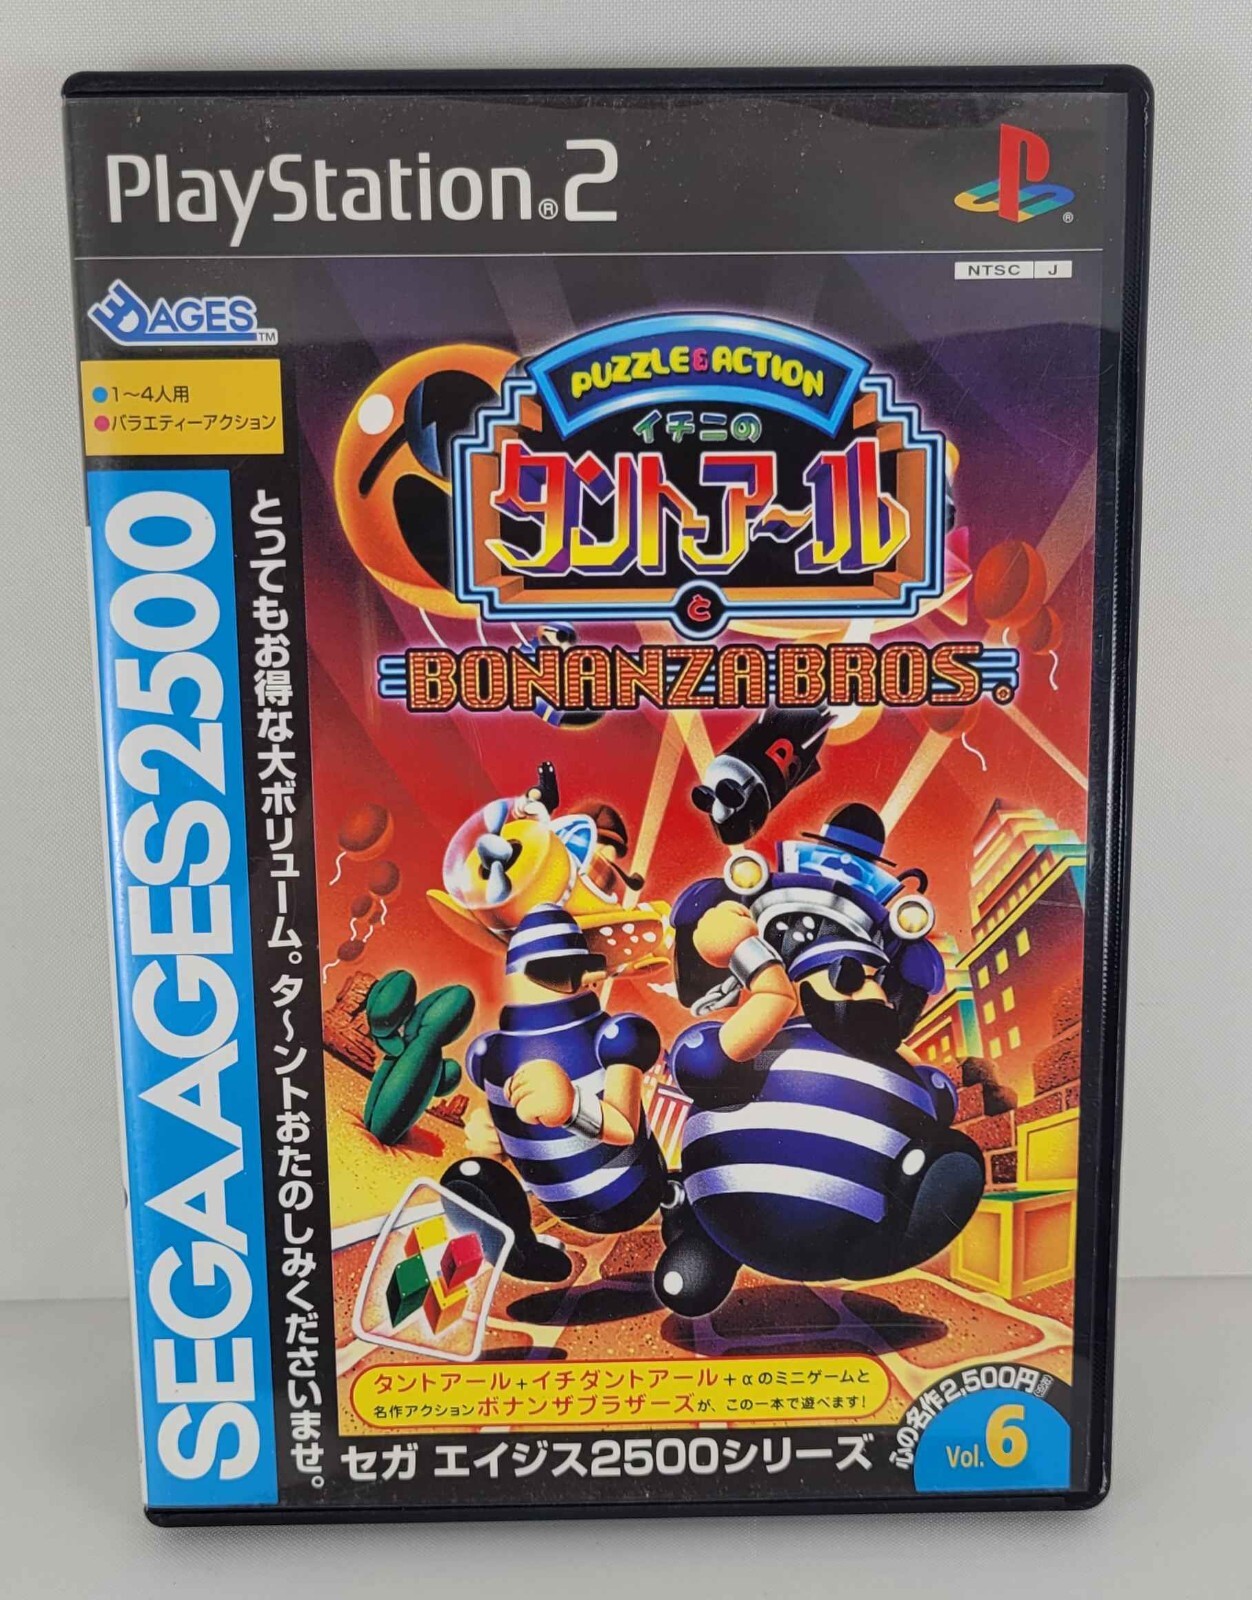 PlayStation®2
NTSC J
3D AGES™
1〜4人用
バラエティーアクション
PUZZLE & ACTION
イチニの
タントアール
と
BONANZA BROS.
SEGA AGES 2500
とってもお得な大ボリューム。タ〜ントおたのしみくださいませ。
B
タントアール+イチダントアール+αのミニゲームと
名作アクションボナンザブラザーズが、この一本で遊べます!
セガ エイジス2500シリーズ
心の名作2,500円
Vol.6